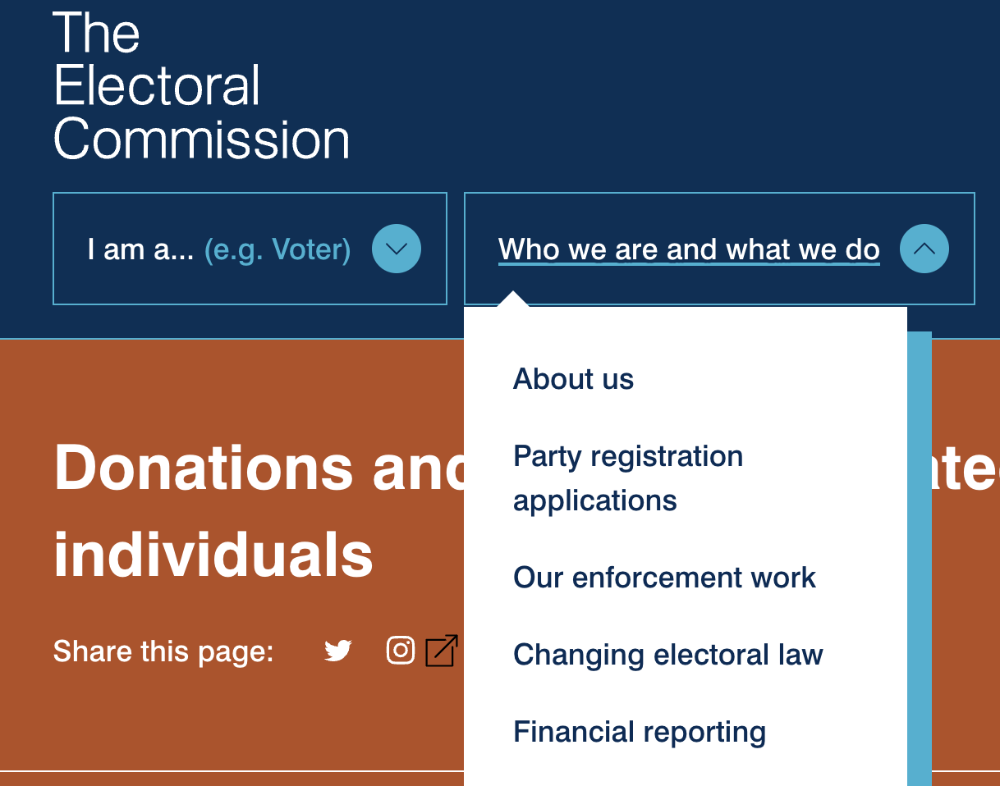 The
Electoral
Commission
I am a... (e.g. Voter)
Who we are and what we do
About us
Party registration
applications
Our enforcement work
Changing electoral law
Financial reporting
Donations and
individuals
Share this page: